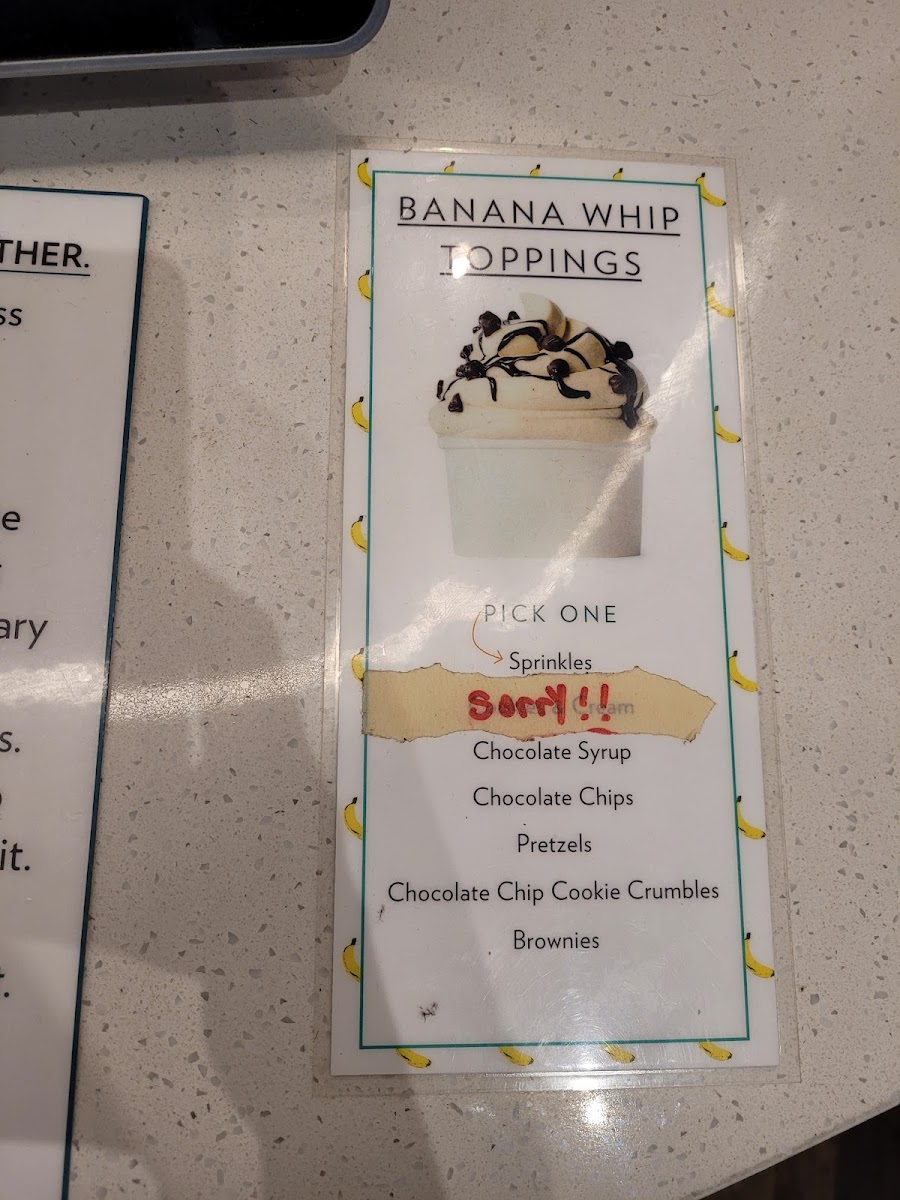 THER.
ss
e
ary
s.
it.
t.
BANANA WHIP
TOPPINGS
PICK ONE
Sprinkles
Sorry!!
Cream
Chocolate Syrup
Chocolate Chips
Pretzels
Chocolate Chip Cookie Crumbles
Brownies